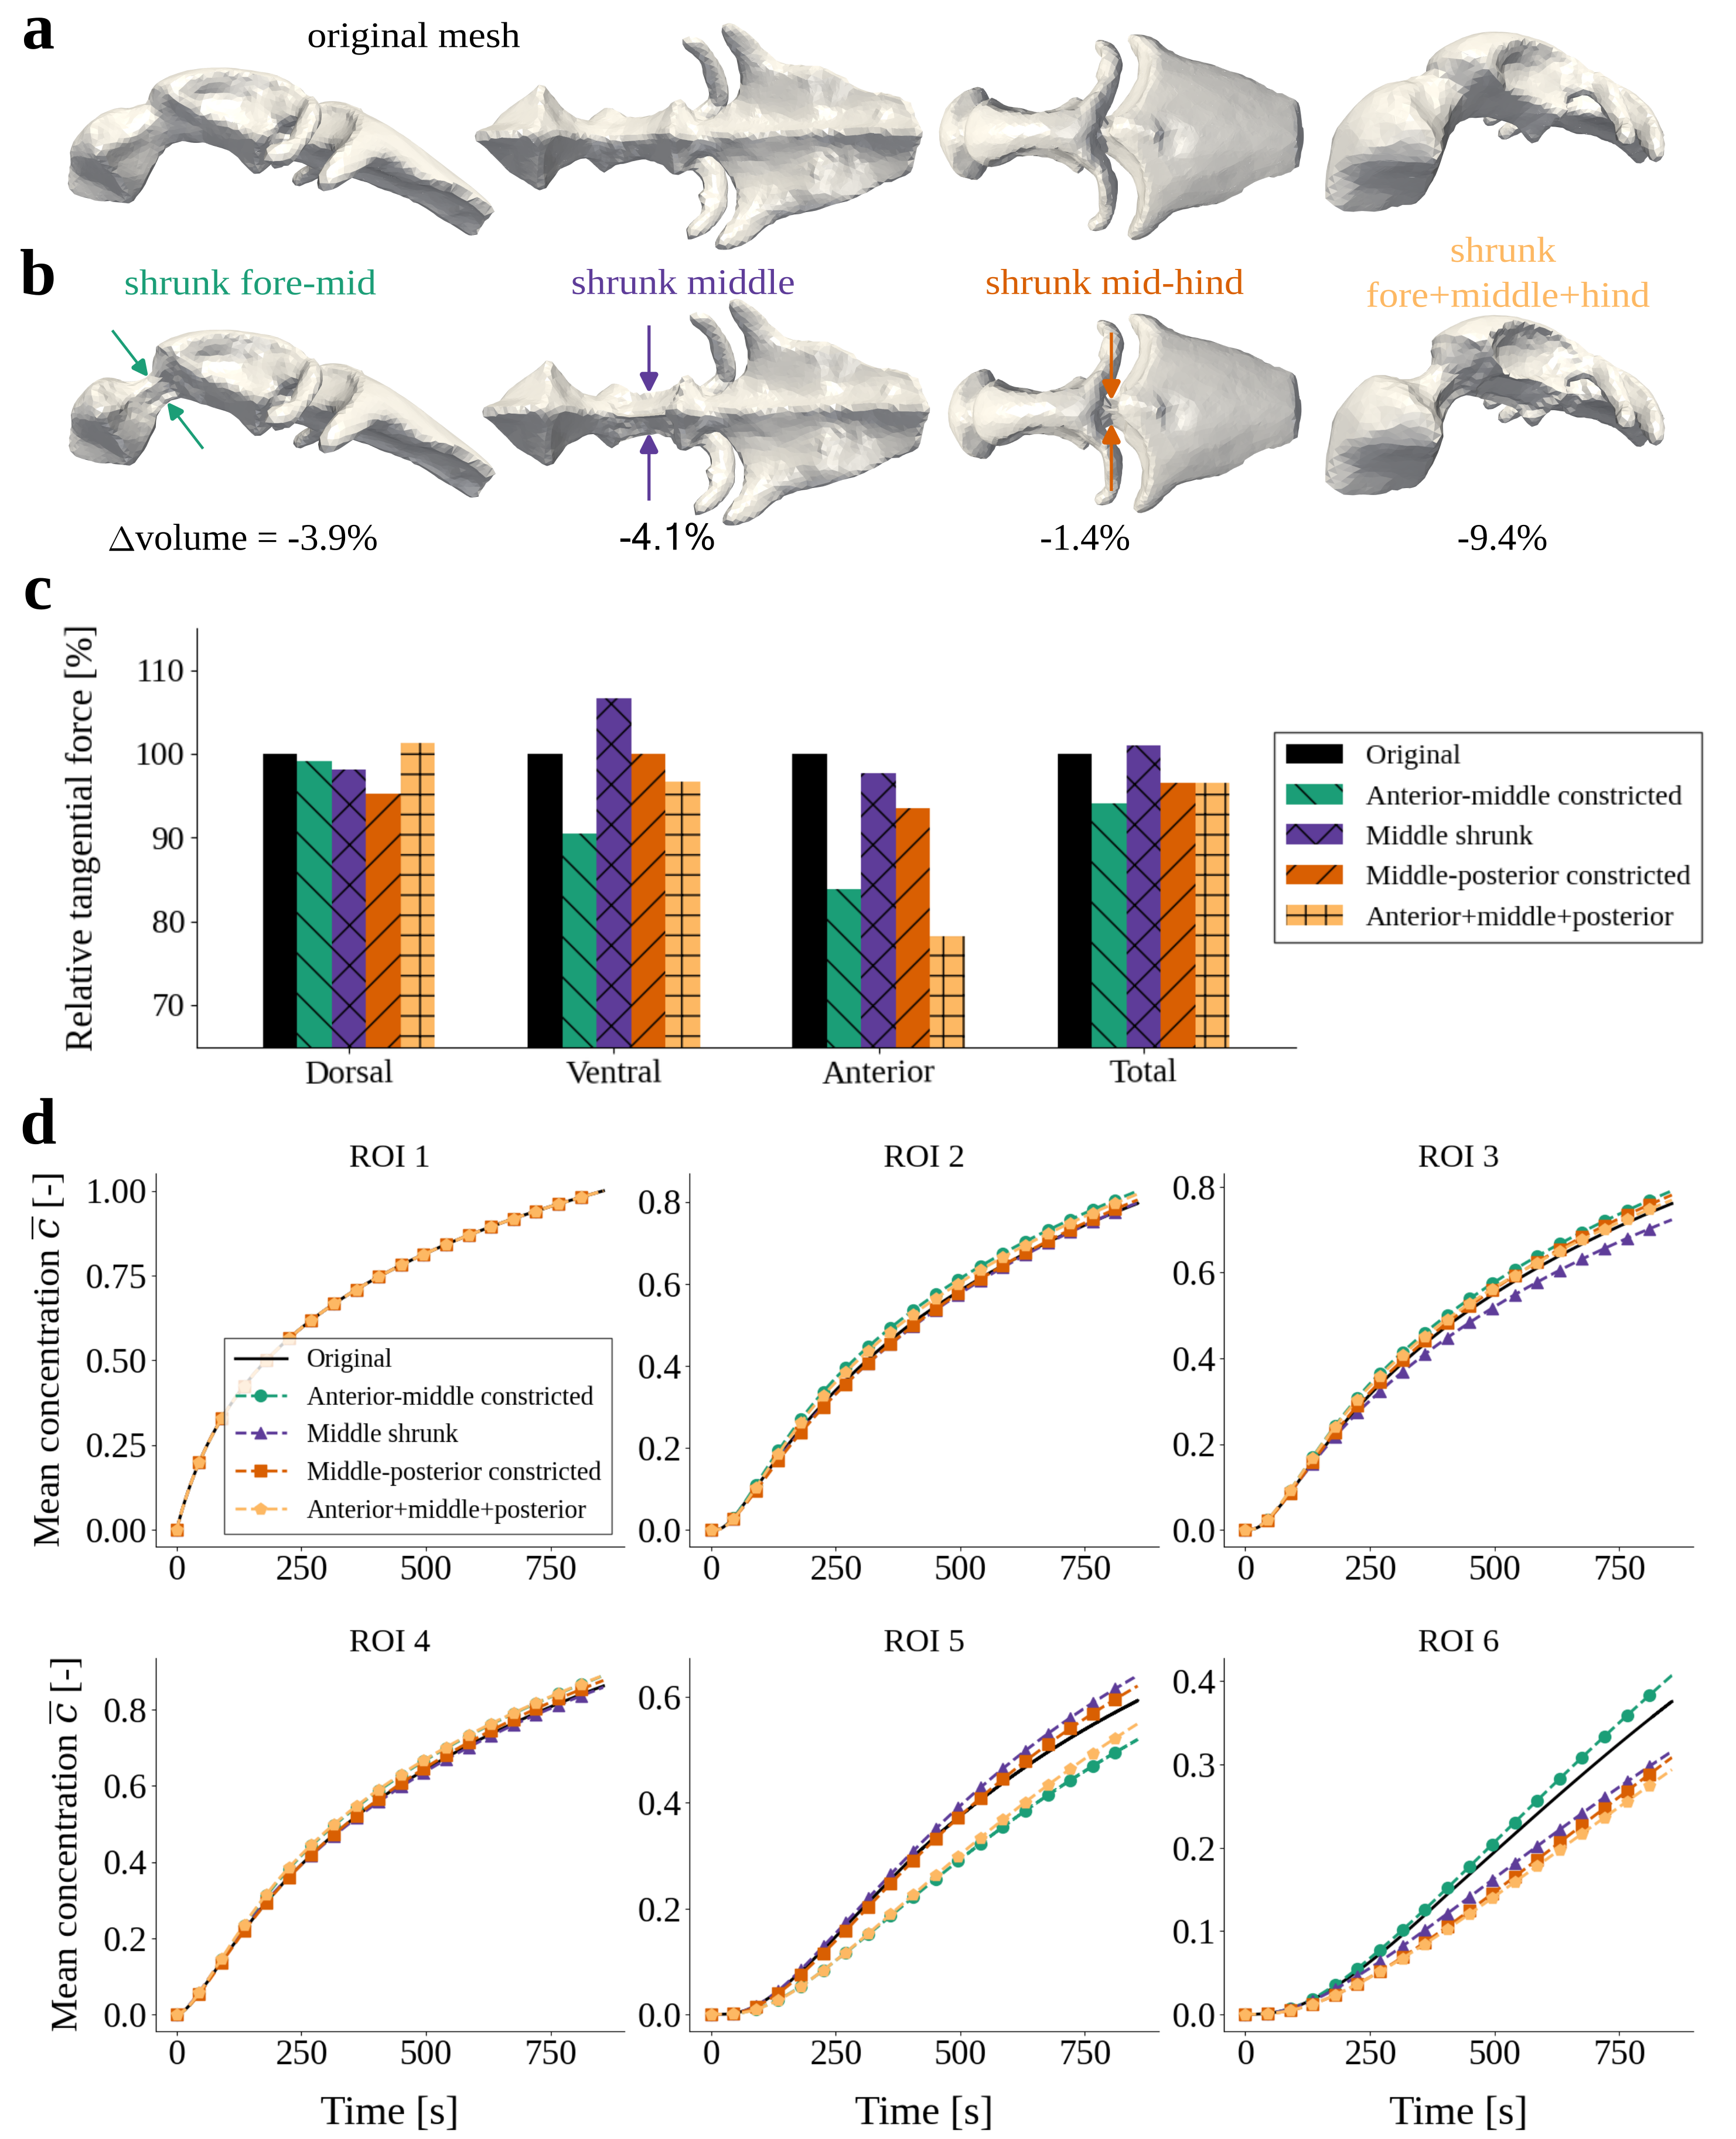 a
original mesh
b
shrunk fore-mid
shrunk middle
shrunk mid-hind
shrunk
fore+middle+hind
Δvolume = -3.9%
-4.1%
-1.4%
-9.4%
c
Relative tangential force [%]
110
100
90
80
70
Dorsal
Ventral
Anterior
Total
Original
Anterior-middle constricted
Middle shrunk
Middle-posterior constricted
Anterior+middle+posterior
d
ROI 1
Mean concentration c̅ [-]
1.00
0.75
0.50
0.25
0.00
0 250 500 750
Original
Anterior-middle constricted
Middle shrunk
Middle-posterior constricted
Anterior+middle+posterior
ROI 2
0.8
0.6
0.4
0.2
0.0
0 250 500 750
ROI 3
0.8
0.6
0.4
0.2
0.0
0 250 500 750
ROI 4
Mean concentration c̅ [-]
0.8
0.6
0.4
0.2
0.0
0 250 500 750
Time [s]
ROI 5
0.6
0.4
0.2
0.0
0 250 500 750
Time [s]
ROI 6
0.4
0.3
0.2
0.1
0.0
0 250 500 750
Time [s]